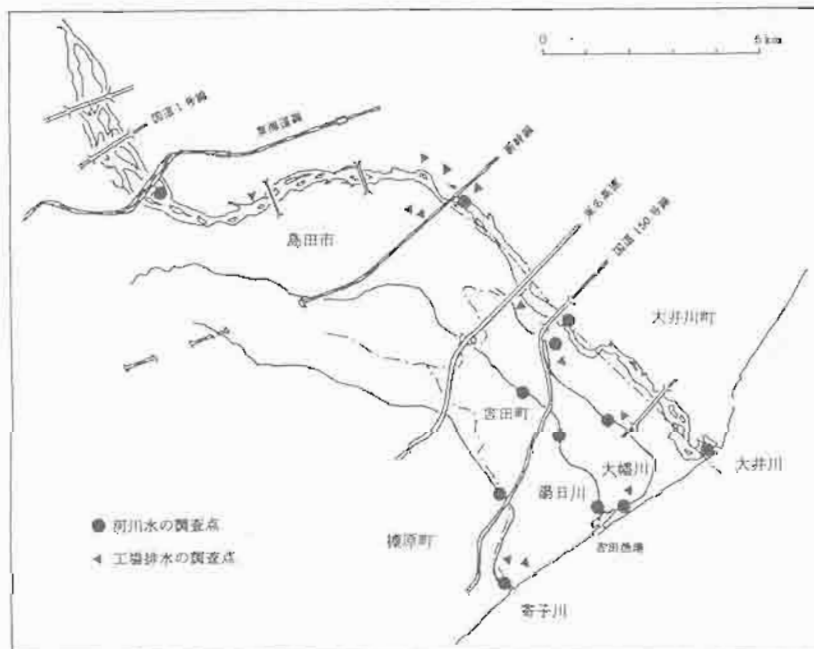 0 5 km
国道1号線
東海道線
新幹線
東名高速
国道150号線
島田市
大井川町
吉田町
大幡川
大井川
湯日川
吉田漁港
榛原町
寄子川
● 河川水の調査点
◀ 工場排水の調査点